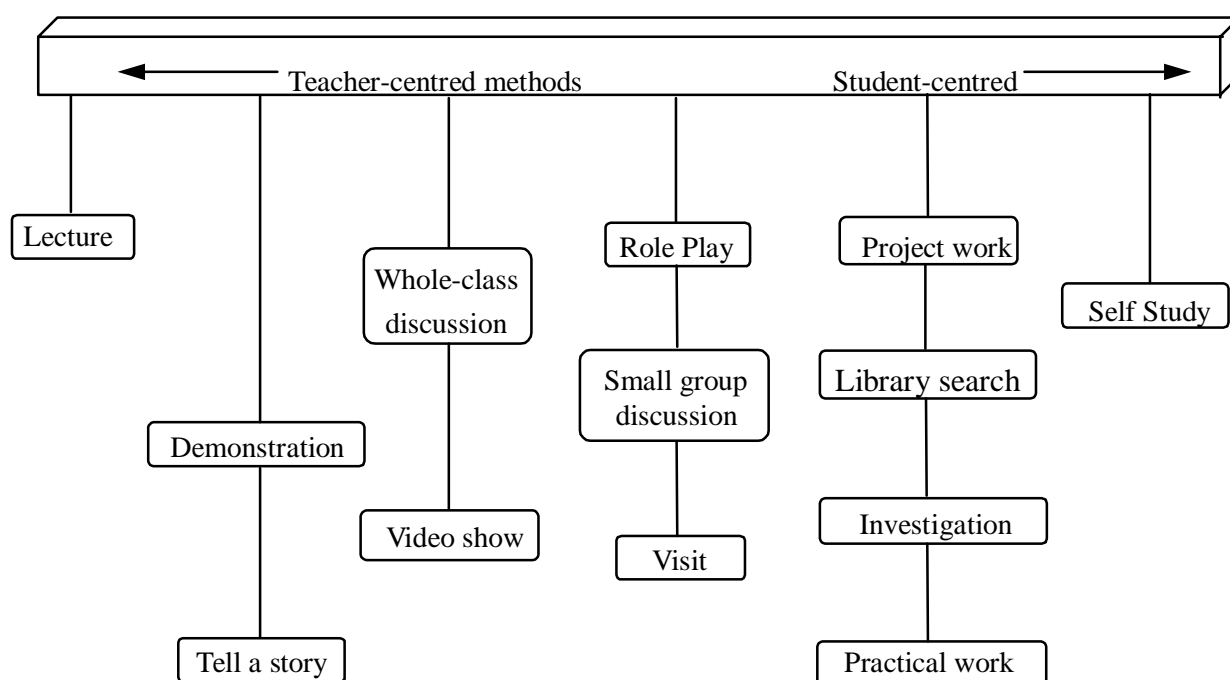 Teacher-centred methods
Student-centred
Lecture
Demonstration
Tell a story
Whole-class
discussion
Video show
Role Play
Small group
discussion
Visit
Project work
Library search
Investigation
Practical work
Self Study